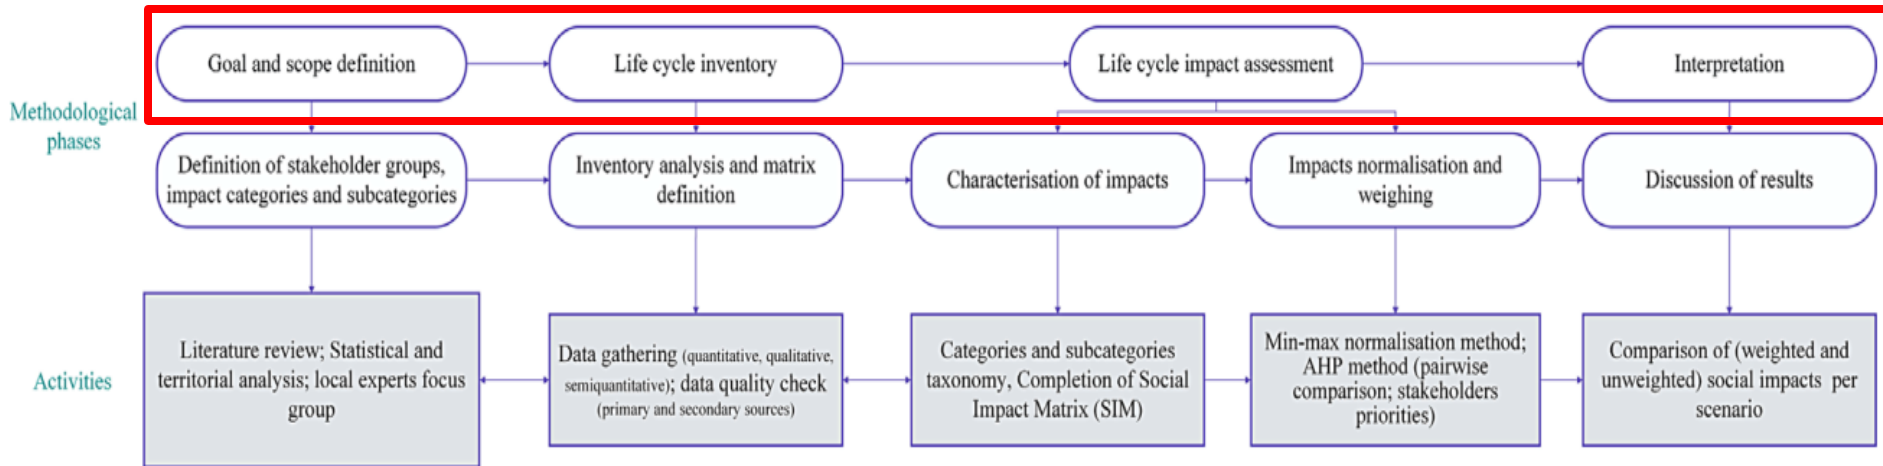 Goal and scope definition
Life cycle inventory
Life cycle impact assessment
Interpretation
Methodological
phases
Definition of stakeholder groups,
impact categories and subcategories
Inventory analysis and matrix
definition
Characterisation of impacts
Impacts normalisation and
weighing
Discussion of results
Activities
Literature review; Statistical and
territorial analysis; local experts focus
group
Data gathering (quantitative, qualitative,
semiquantitative); data quality check
(primary and secondary sources)
Categories and subcategories
taxonomy, Completion of Social
Impact Matrix (SIM)
Min-max normalisation method;
AHP method (pairwise
comparison; stakeholders
priorities)
Comparison of (weighted and
unweighted) social impacts per
scenario